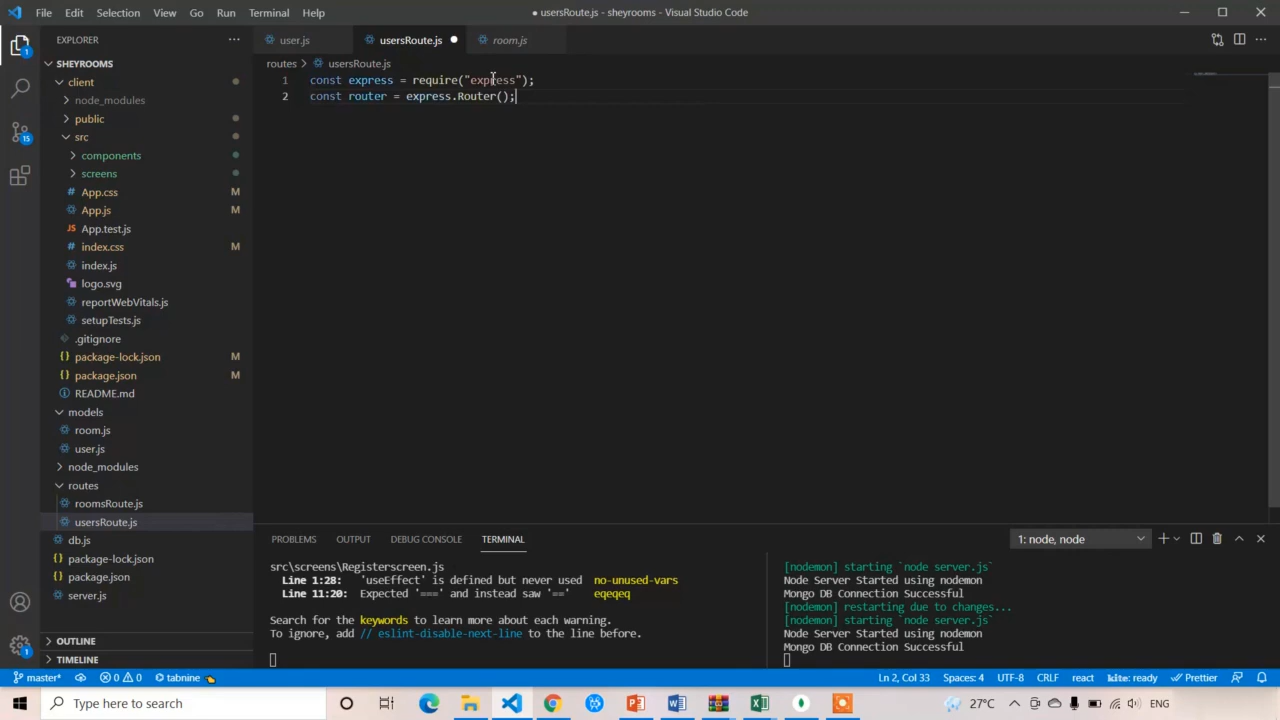 File Edit Selection View Go Run Terminal Help
● usersRoute.js - sheyrooms - Visual Studio Code
EXPLORER
user.js
usersRoute.js
room.js
SHEYROOMS
routes > usersRoute.js
client
node_modules
public
src
components
screens
App.css M
App.js M
App.test.js
index.css M
index.js
logo.svg
reportWebVitals.js
setupTests.js
.gitignore
package-lock.json M
package.json M
README.md
models
room.js
user.js
node_modules
routes
roomsRoute.js
usersRoute.js
db.js
package-lock.json
package.json
server.js
OUTLINE
TIMELINE
1
15
1
1 const express = require("express");
2 const router = express.Router();
PROBLEMS OUTPUT DEBUG CONSOLE TERMINAL
1: node, node
src\screens\Registerscreen.js
Line 1:28: 'useEffect' is defined but never used no-unused-vars
Line 11:20: Expected '===' and instead saw '==' eqeqeq
Search for the keywords to learn more about each warning.
To ignore, add // eslint-disable-next-line to the line before.
[nodemon] starting `node server.js`
Node Server Started using nodemon
Mongo DB Connection Successful
[nodemon] restarting due to changes...
[nodemon] starting `node server.js`
Node Server Started using nodemon
Mongo DB Connection Successful
master* 0 0 tabnine
Ln 2, Col 33 Spaces: 4 UTF-8 CRLF react kite: ready Prettier
Type here to search
27°C
ENG